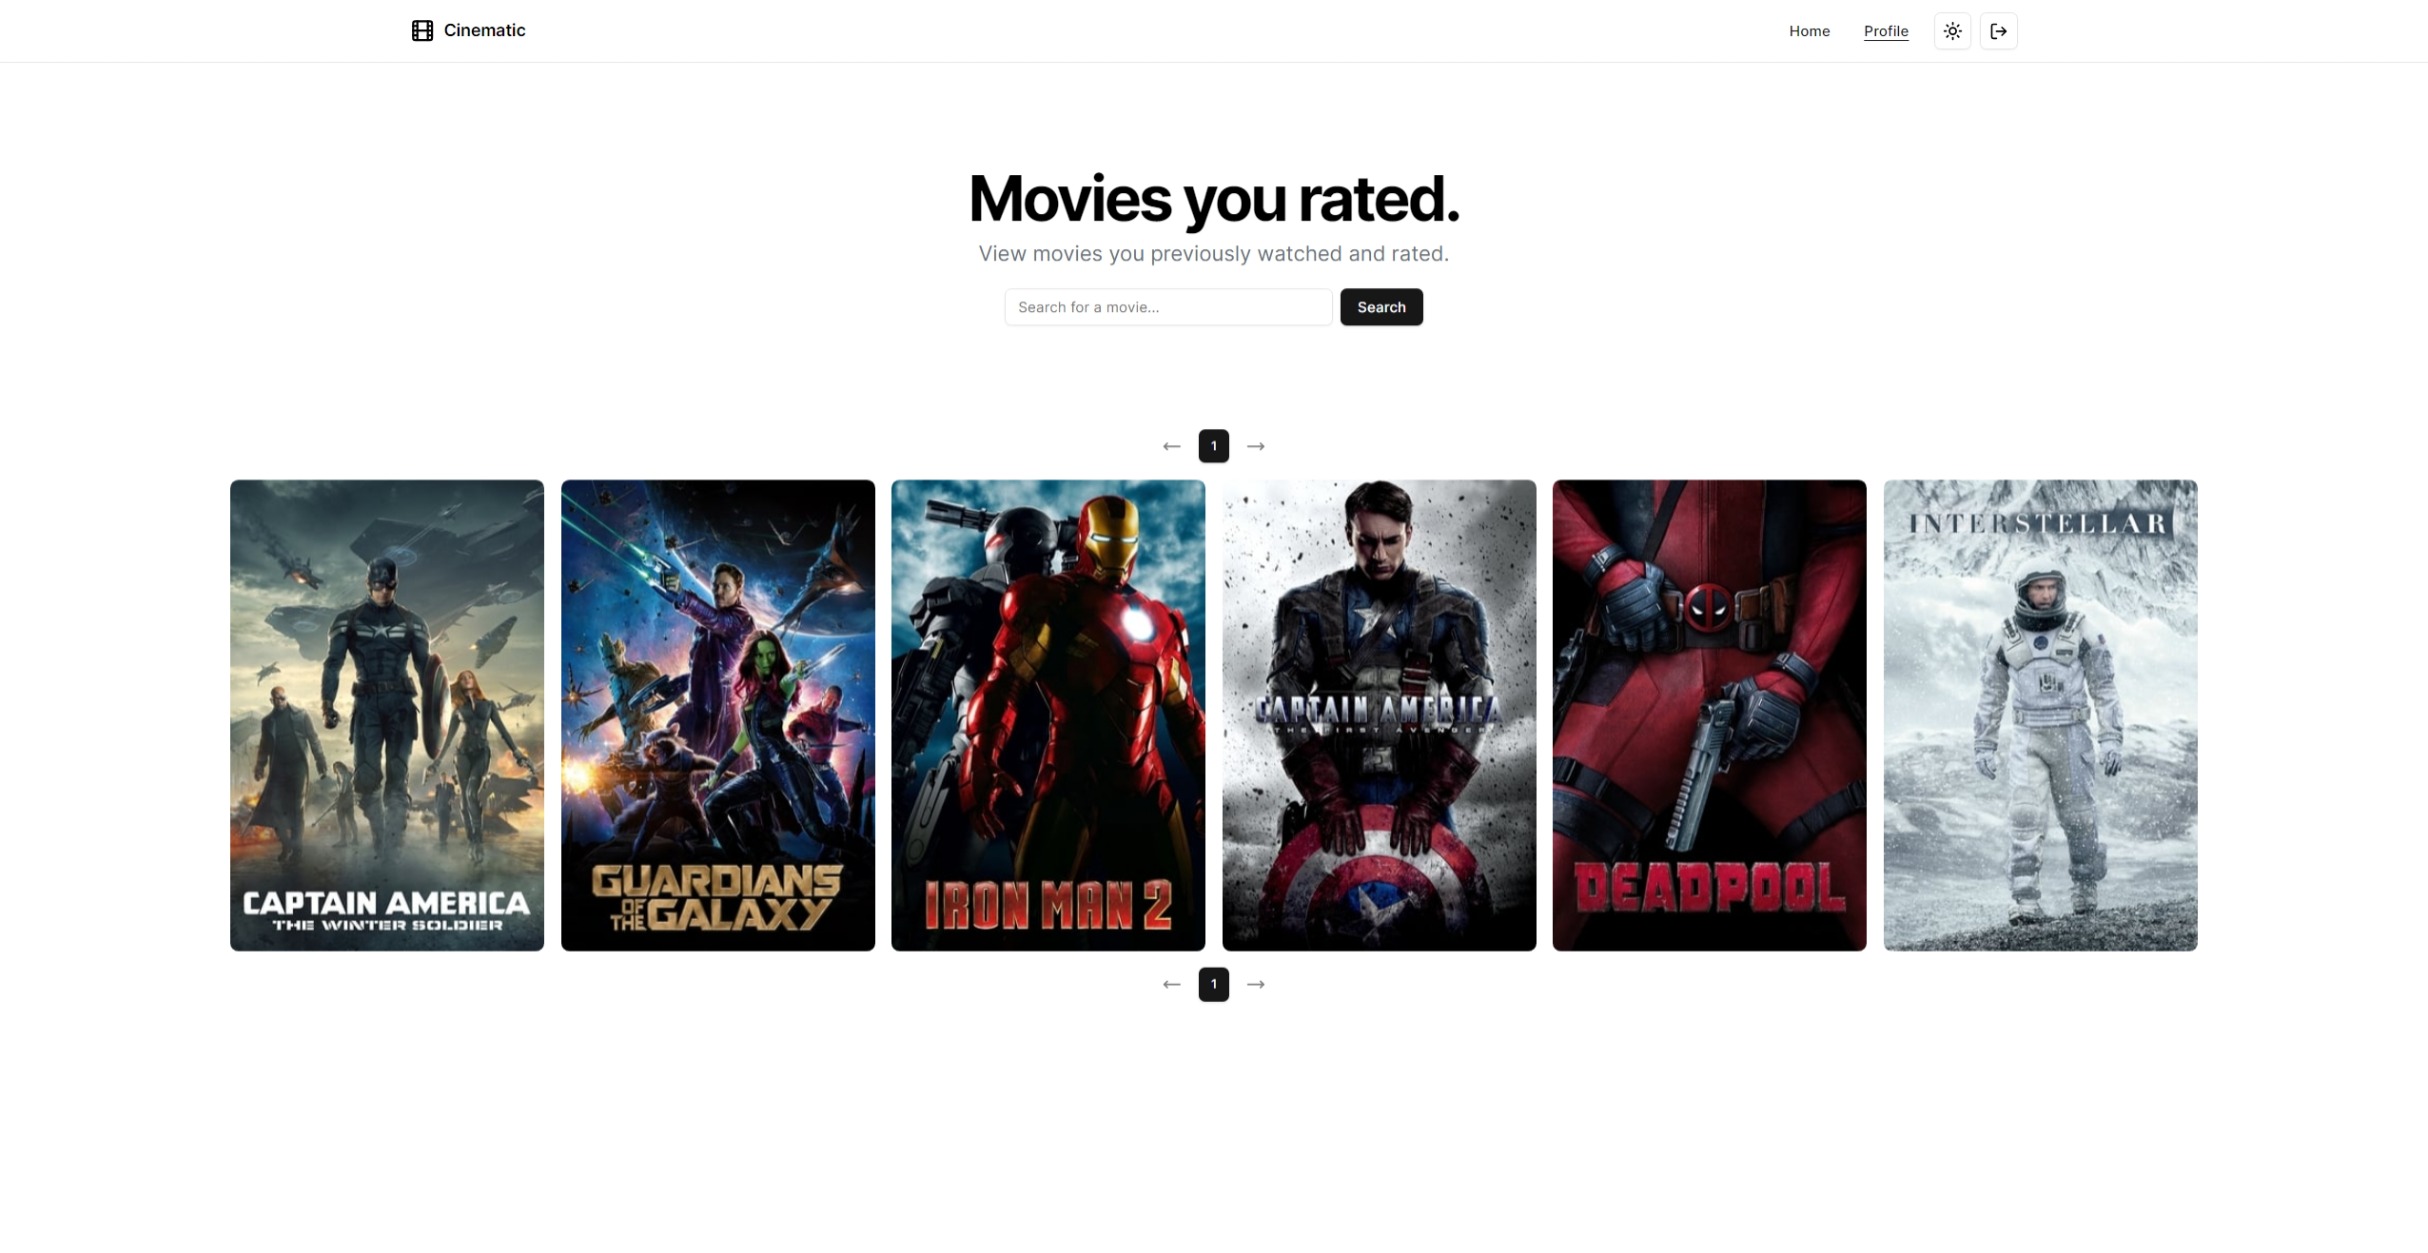 Cinematic
Home
Profile
Movies you rated.
View movies you previously watched and rated.
Search for a movie...
Search
1
CAPTAIN AMERICA
THE WINTER SOLDIER
GUARDIANS
OF THE GALAXY
IRON MAN 2
CAPTAIN AMERICA
THE FIRST AVENGER
DEADPOOL
INTERSTELLAR
1